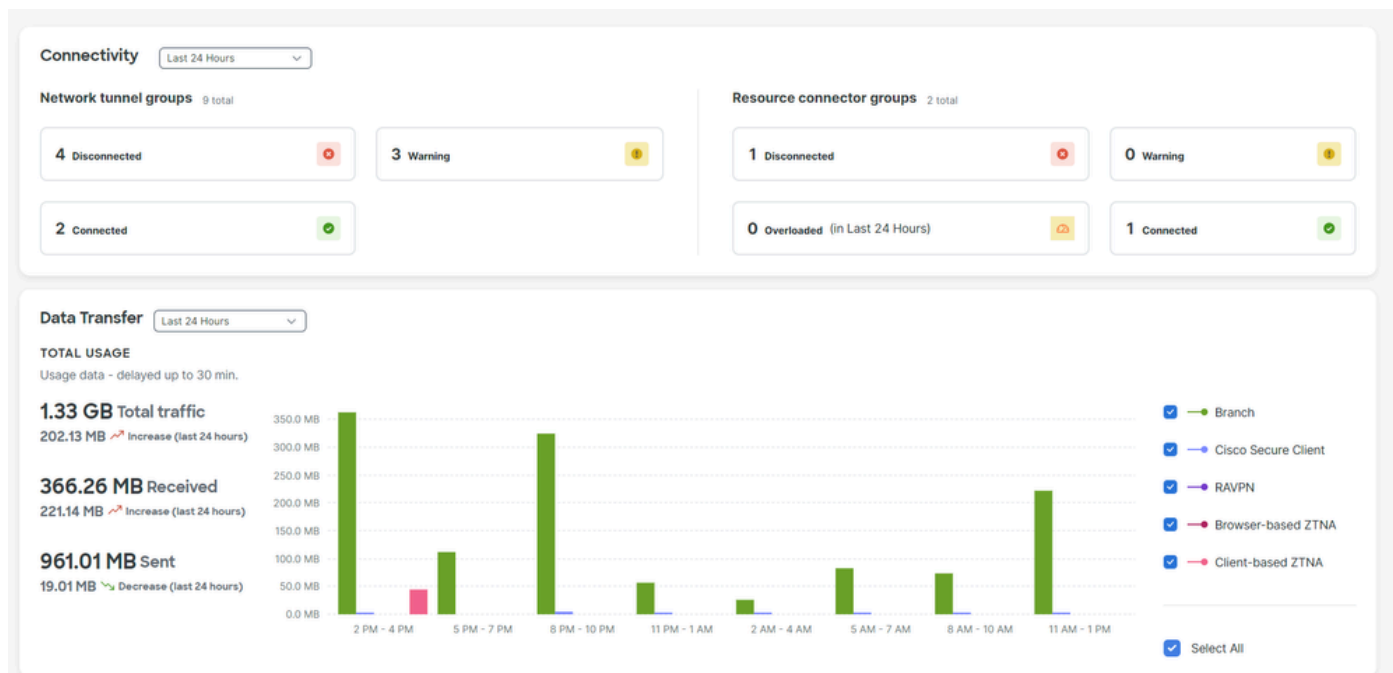 Connectivity Last 24 Hours
Network tunnel groups 9 total
4 Disconnected
3 Warning
2 Connected
Resource connector groups 2 total
1 Disconnected
0 Warning
0 Overloaded (in Last 24 Hours)
1 Connected
Data Transfer Last 24 Hours
TOTAL USAGE
Usage data - delayed up to 30 min.
1.33 GB Total traffic
202.13 MB Increase (last 24 hours)
366.26 MB Received
221.14 MB Increase (last 24 hours)
961.01 MB Sent
19.01 MB Decrease (last 24 hours)
350.0 MB
300.0 MB
250.0 MB
200.0 MB
150.0 MB
100.0 MB
50.0 MB
0.0 MB
2 PM - 4 PM
5 PM - 7 PM
8 PM - 10 PM
11 PM - 1 AM
2 AM - 4 AM
5 AM - 7 AM
8 AM - 10 AM
11 AM - 1 PM
Branch
Cisco Secure Client
RAVPN
Browser-based ZTNA
Client-based ZTNA
Select All